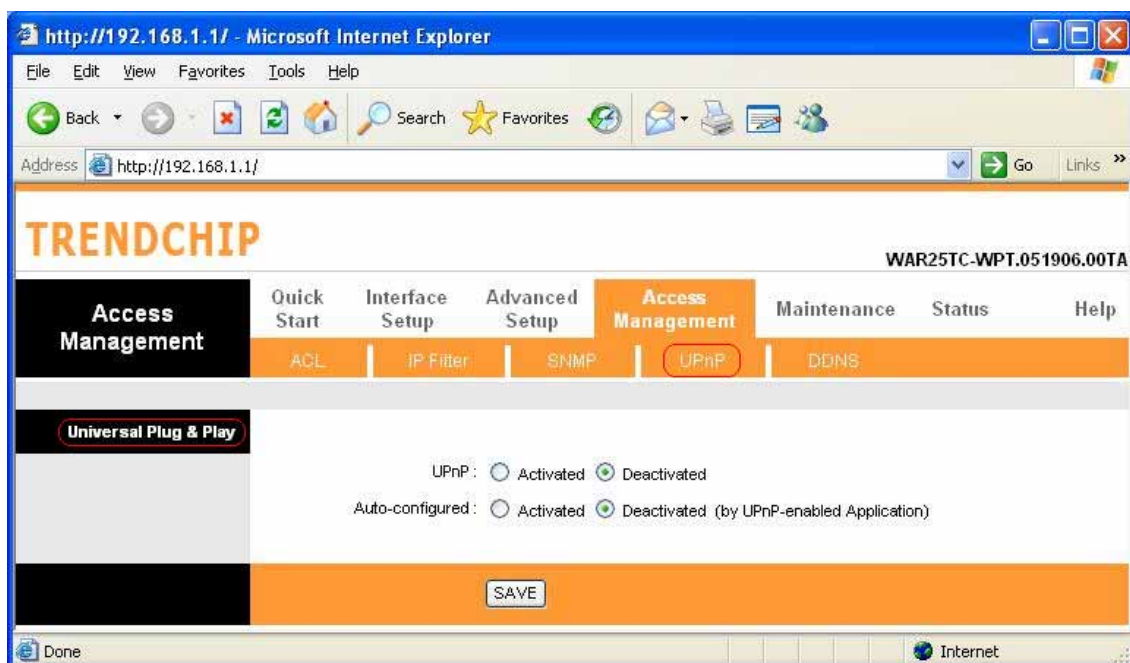 http://192.168.1.1/ - Microsoft Internet Explorer
File Edit View Favorites Tools Help
Back Search Favorites
Address http://192.168.1.1/ Go Links »
TRENDCHIP
WAR25TC-WPT.051906.00TA
Access Management
Quick Start
Interface Setup
Advanced Setup
Access Management
Maintenance
Status
Help
ACL IP Filter SNMP UPnP DDNS
Universal Plug & Play
UPnP : Activated Deactivated
Auto-configured : Activated Deactivated (by UPnP-enabled Application)
SAVE
Done Internet